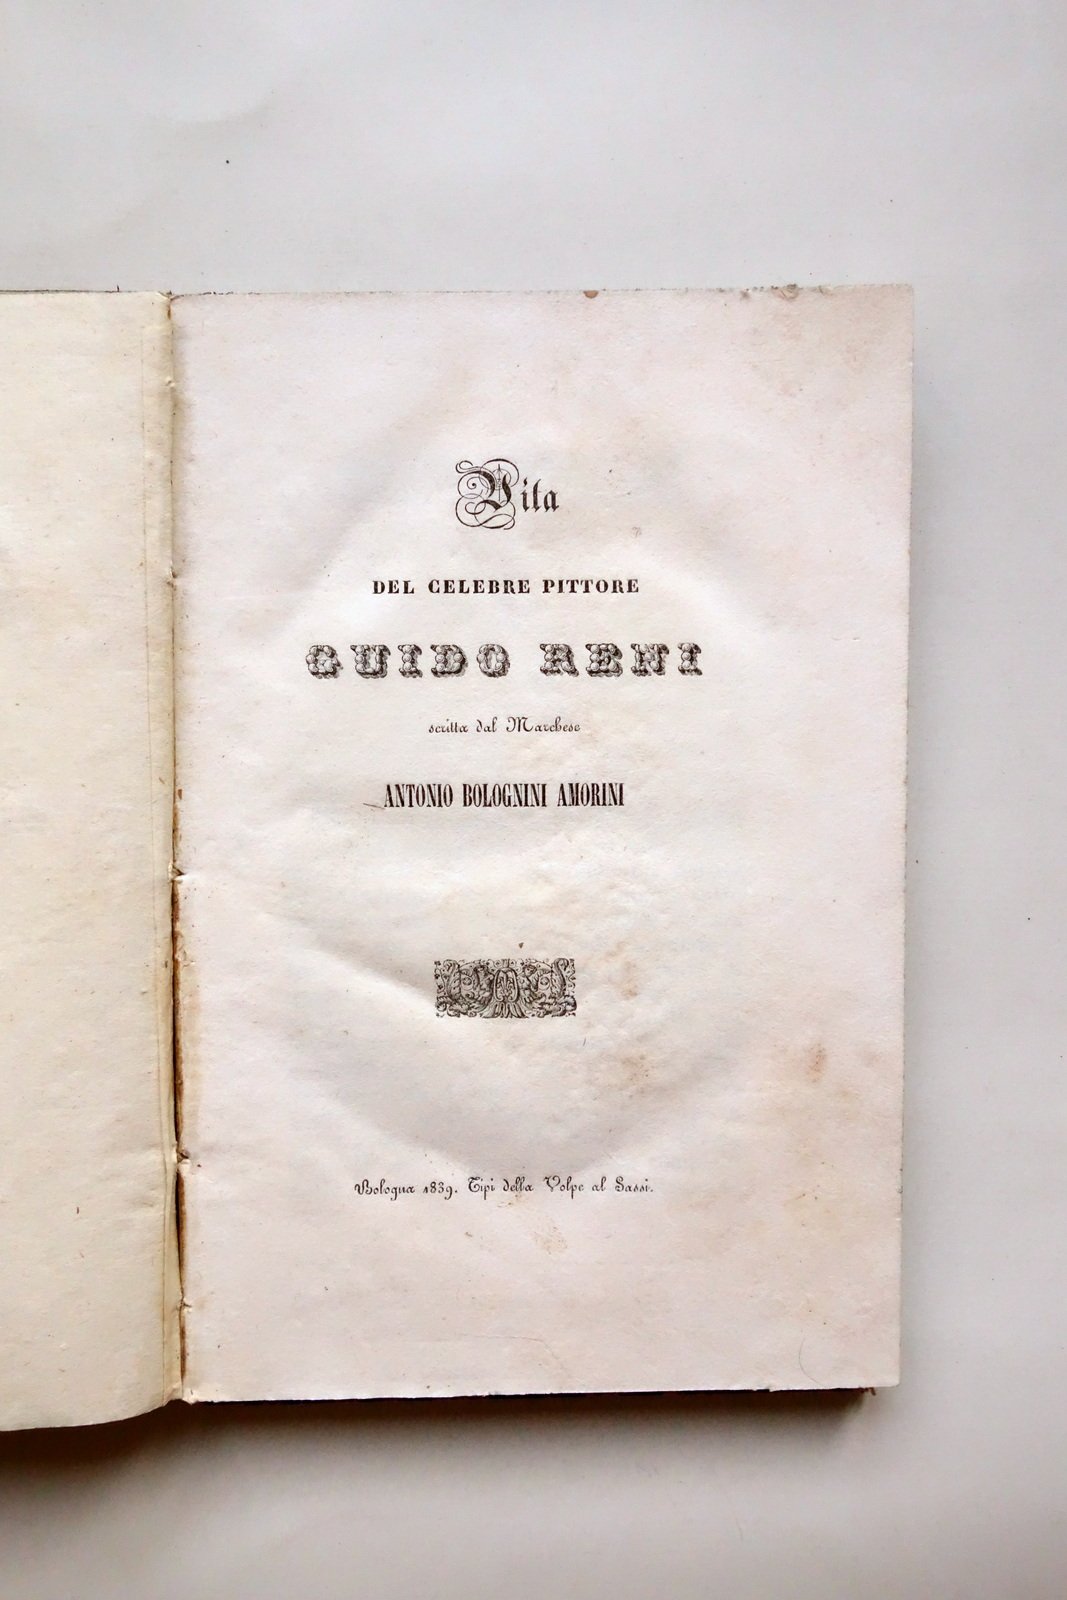 Vita
DEL CELEBRE PITTORE
GUIDO RENI
scritta dal Marchese
ANTONIO BOLOGNINI AMORINI
Bologna 1839. Tipi della Volpe al Sassi.